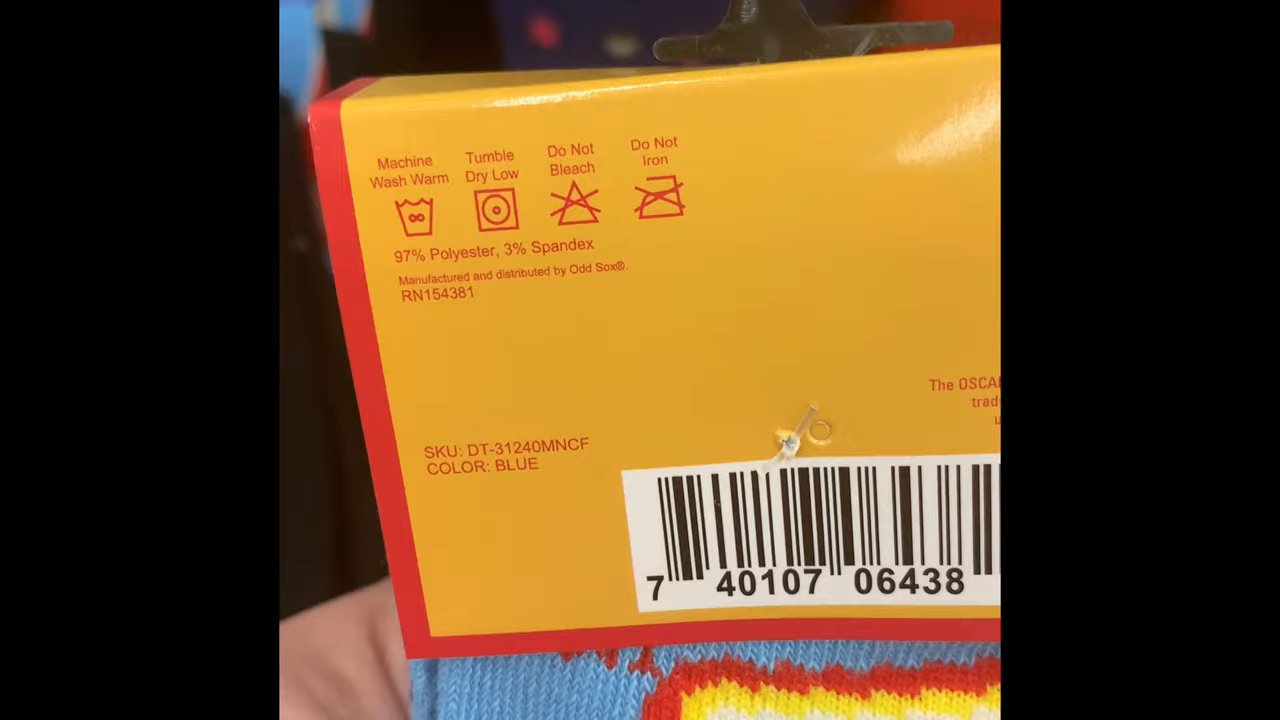 Machine
Wash Warm
Tumble
Dry Low
Do Not
Bleach
Do Not
Iron
97% Polyester, 3% Spandex
Manufactured and distributed by Odd Sox®.
RN154381
The OSCA
trad
SKU: DT-31240MNCF
COLOR: BLUE
7 40107 06438